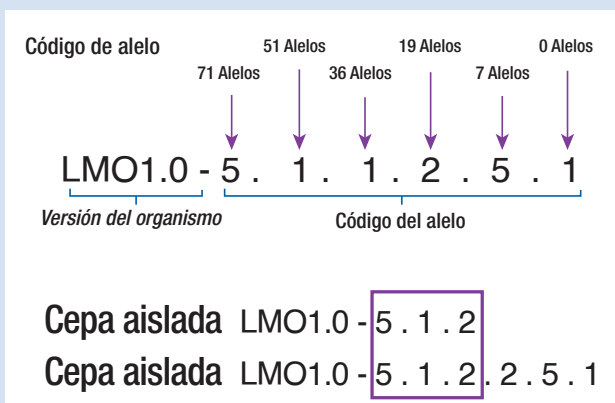 Código de alelo
51 Alelos 19 Alelos 0 Alelos
71 Alelos 36 Alelos 7 Alelos
LMO1.0 - 5 . 1 . 1 . 2 . 5 . 1
Versión del organismo Código del alelo
Cepa aislada LMO1.0 - 5 . 1 . 2
Cepa aislada LMO1.0 - 5 . 1 . 2 . 2 . 5 . 1